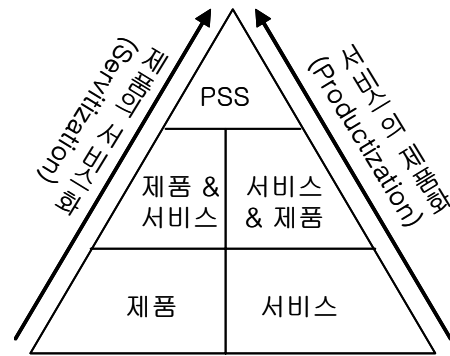 제품의 서비스화
(Servitization)
서비스의 제품화
(Productization)
PSS
제품 &
서비스
서비스
& 제품
제품
서비스